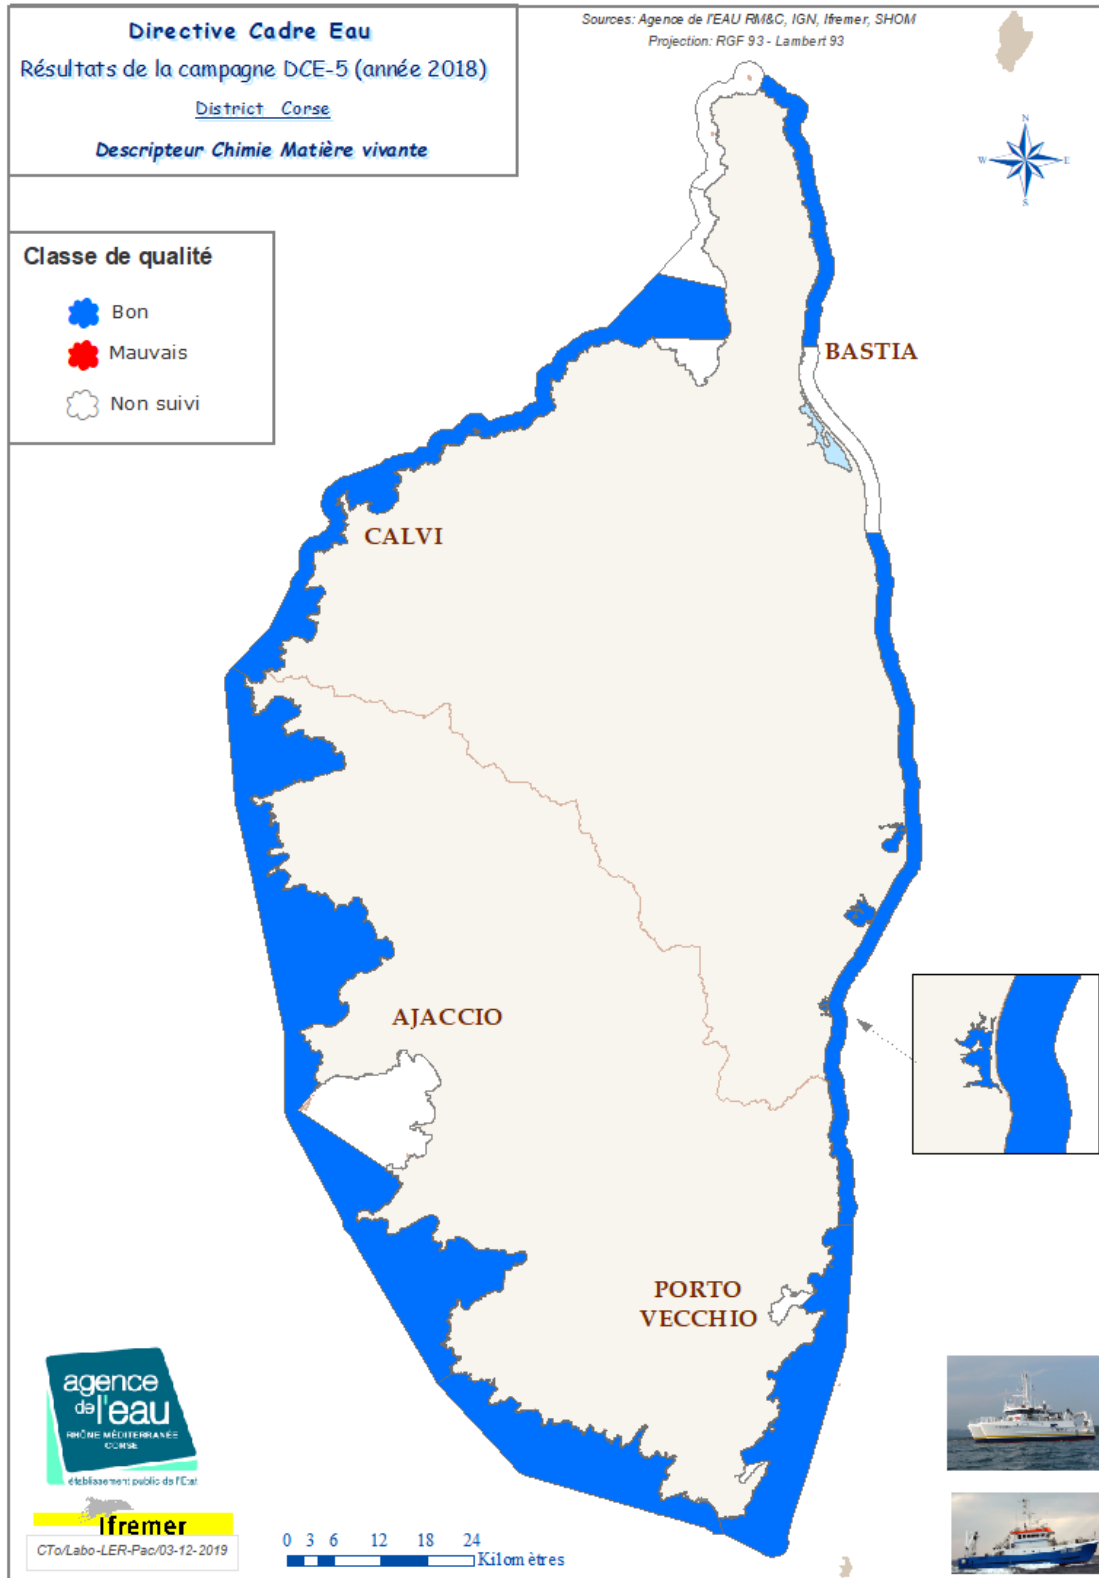 Directive Cadre Eau
Résultats de la campagne DCE-5 (année 2018)
District Corse
Descripteur Chimie Matière vivante
Sources: Agence de l'EAU RM&C, IGN, Ifremer, SHOM
Projection: RGF 93 - Lambert 93
N
W
E
S
Classe de qualité
Bon
Mauvais
Non suivi
BASTIA
CALVI
AJACCIO
PORTO
VECCHIO
agence
de l'eau
RHÔNE MÉDITERRANÉE
CORSE
établissement public de l'Etat
Ifremer
CTo/Labo-LER-Pac/03-12-2019
0 3 6 12 18 24
Kilomètres